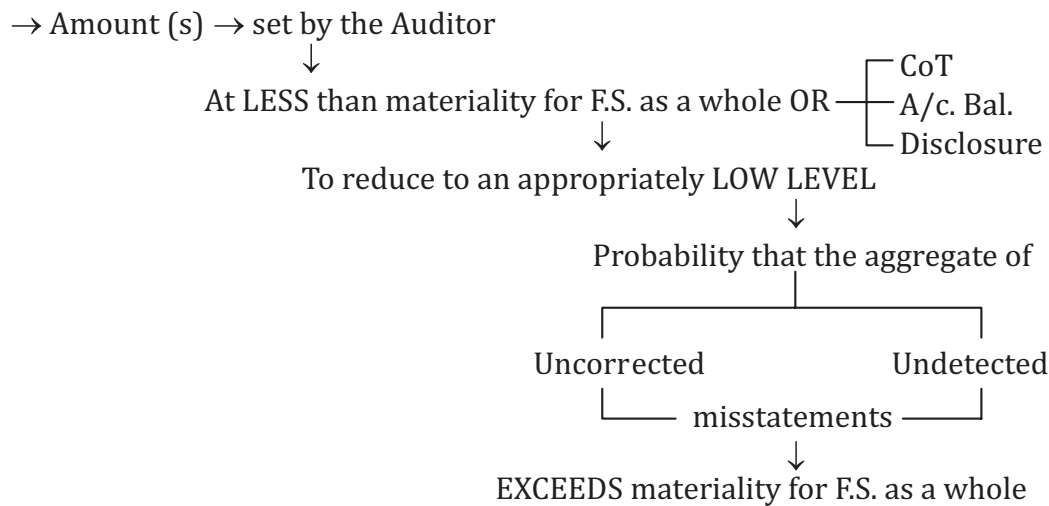 → Amount (s) → set by the Auditor
CoT
At LESS than materiality for F.S. as a whole OR
A/c. Bal.
Disclosure
To reduce to an appropriately LOW LEVEL
Probability that the aggregate of
Uncorrected Undetected
misstatements
EXCEEDS materiality for F.S. as a whole